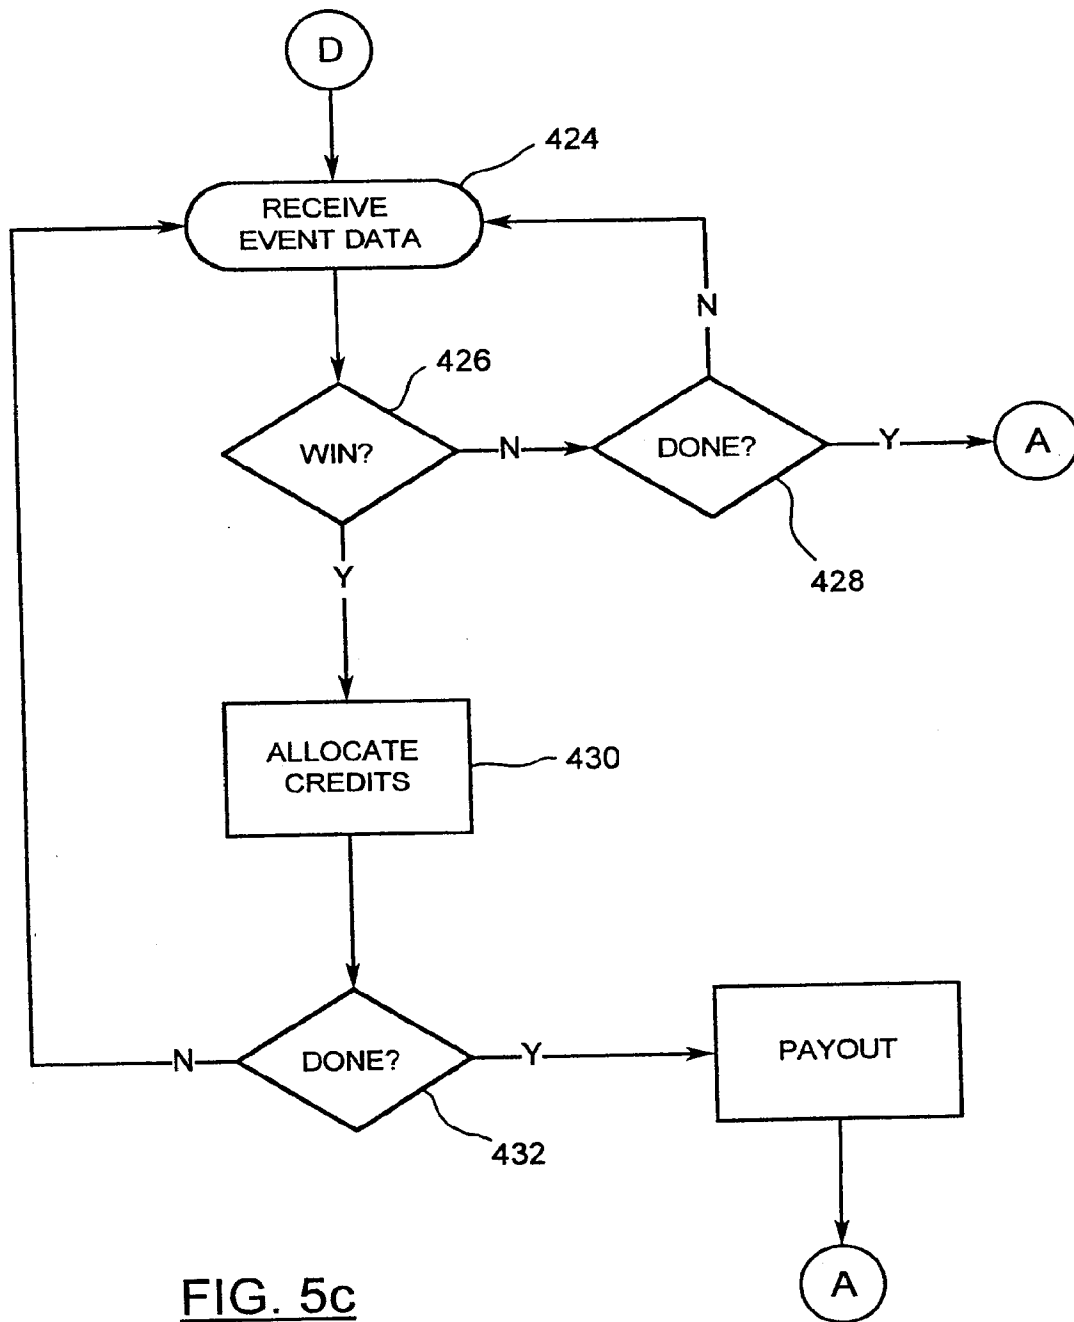 D
424
RECEIVE
EVENT DATA
N
426
WIN?
N
DONE?
Y
A
428
Y
ALLOCATE
CREDITS
430
N
DONE?
Y
PAYOUT
432
A
FIG. 5c